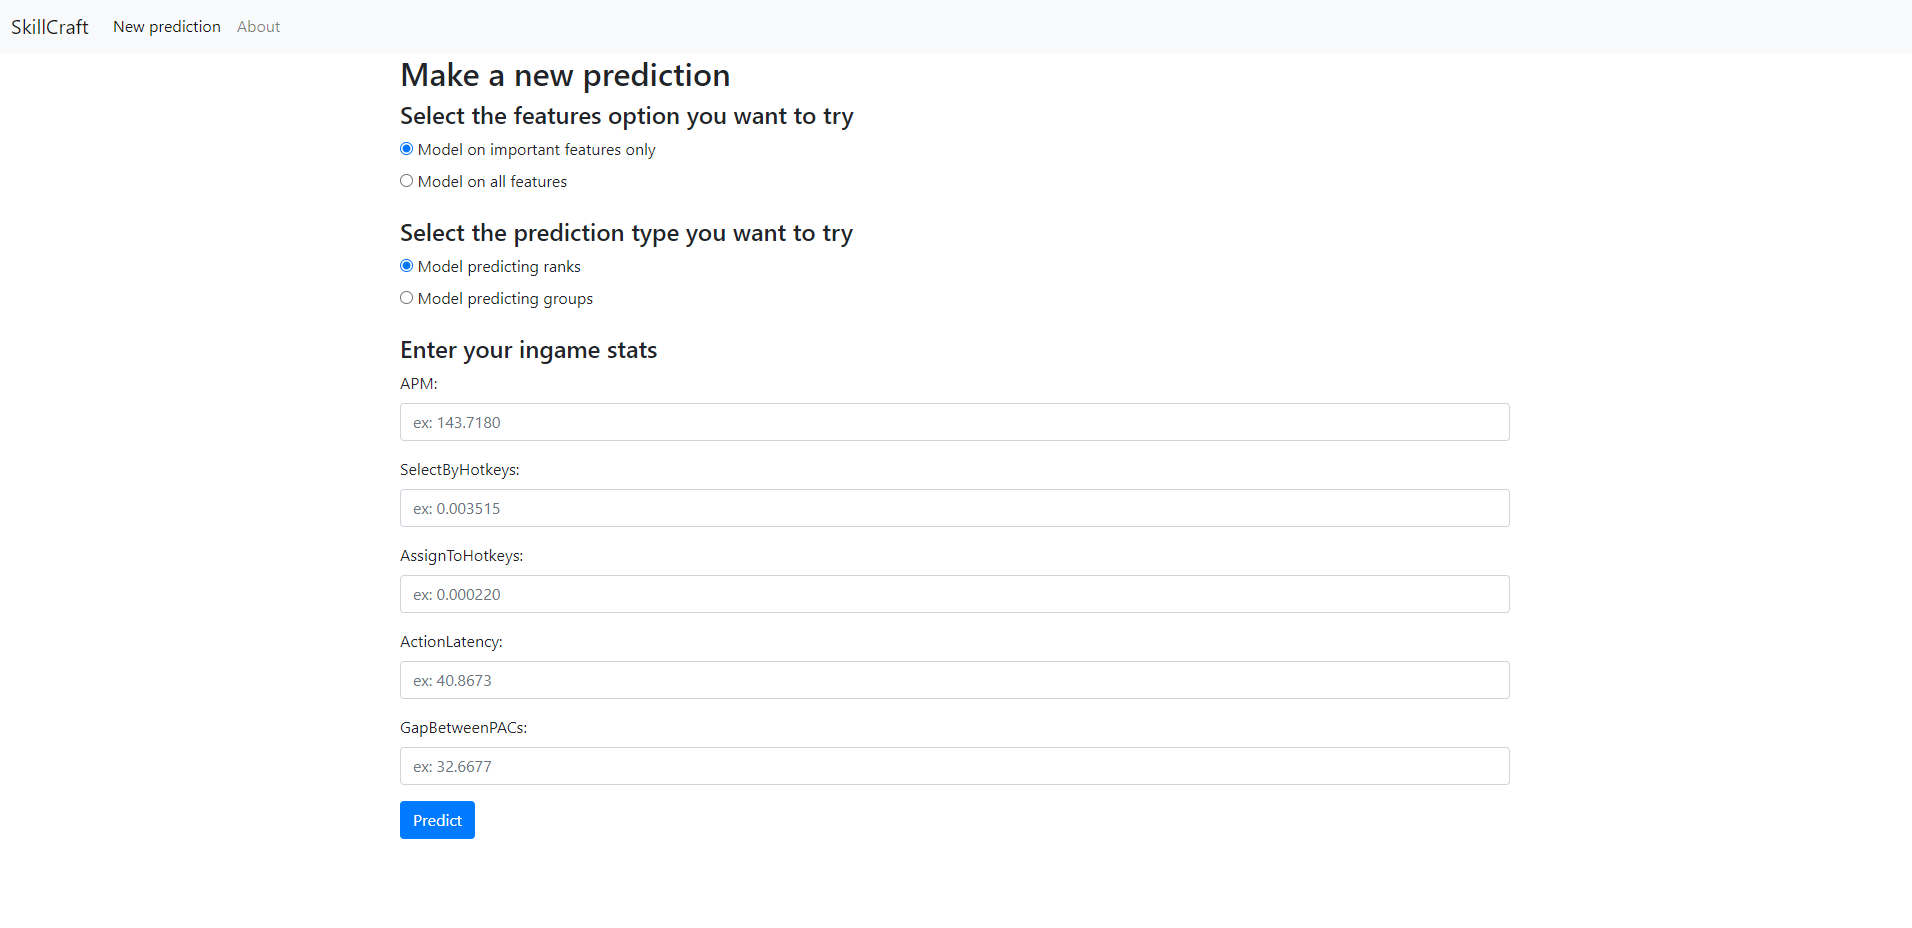 SkillCraft New prediction About
Make a new prediction
Select the features option you want to try
Model on important features only
Model on all features
Select the prediction type you want to try
Model predicting ranks
Model predicting groups
Enter your ingame stats
APM:
ex: 143.7180
SelectByHotkeys:
ex: 0.003515
AssignToHotkeys:
ex: 0.000220
ActionLatency:
ex: 40.8673
GapBetweenPACs:
ex: 32.6677
Predict